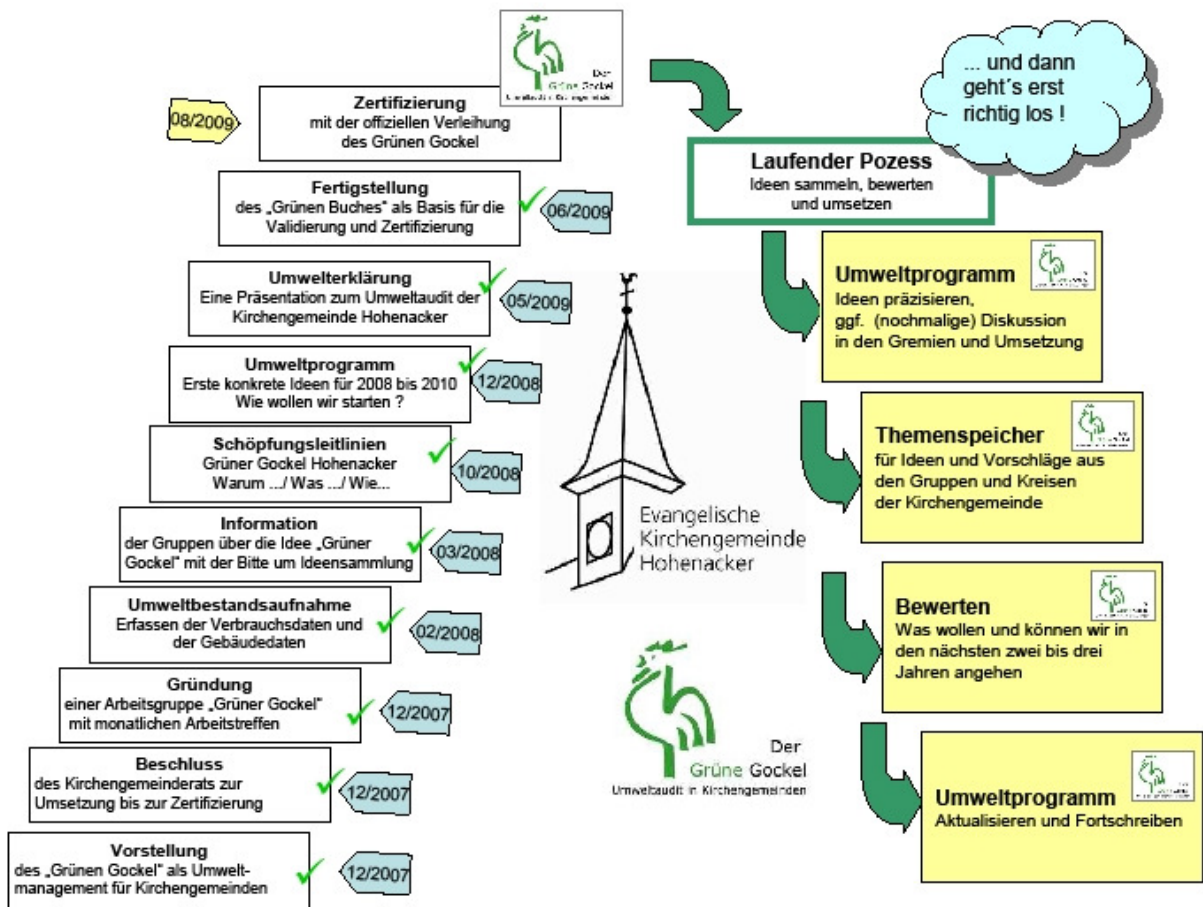 Der
Grüne Gockel
Umweltaudit in Kirchengemeinden
08/2009
Zertifizierung
mit der offiziellen Verleihung
des Grünen Gockel
Fertigstellung
des „Grünen Buches“ als Basis für die
Validierung und Zertifizierung
06/2009
Umwelterklärung
Eine Präsentation zum Umweltaudit der
Kirchengemeinde Hohenacker
05/2009
Umweltprogramm
Erste konkrete Ideen für 2008 bis 2010
Wie wollen wir starten ?
12/2008
Schöpfungsleitlinien
Grüner Gockel Hohenacker
Warum .../ Was .../ Wie...
10/2008
Information
der Gruppen über die Idee „Grüner
Gockel“ mit der Bitte um Ideensammlung
03/2008
Umweltbestandsaufnahme
Erfassen der Verbrauchsdaten und
der Gebäudedaten
02/2008
Gründung
einer Arbeitsgruppe „Grüner Gockel“
mit monatlichen Arbeitstreffen
12/2007
Beschluss
des Kirchengemeinderats zur
Umsetzung bis zur Zertifizierung
12/2007
Vorstellung
des „Grünen Gockel“ als Umwelt-
management für Kirchengemeinden
12/2007
Evangelische
Kirchengemeinde
Hohenacker
Der
Grüne Gockel
Umweltaudit in Kirchengemeinden
... und dann
geht´s erst
richtig los !
Laufender Pozess
Ideen sammeln, bewerten
und umsetzen
Umweltprogramm
Ideen präzisieren,
ggf. (nochmalige) Diskussion
in den Gremien und Umsetzung
Themenspeicher
für Ideen und Vorschläge aus
den Gruppen und Kreisen
der Kirchengemeinde
Bewerten
Was wollen und können wir in
den nächsten zwei bis drei
Jahren angehen
Umweltprogramm
Aktualisieren und Fortschreiben